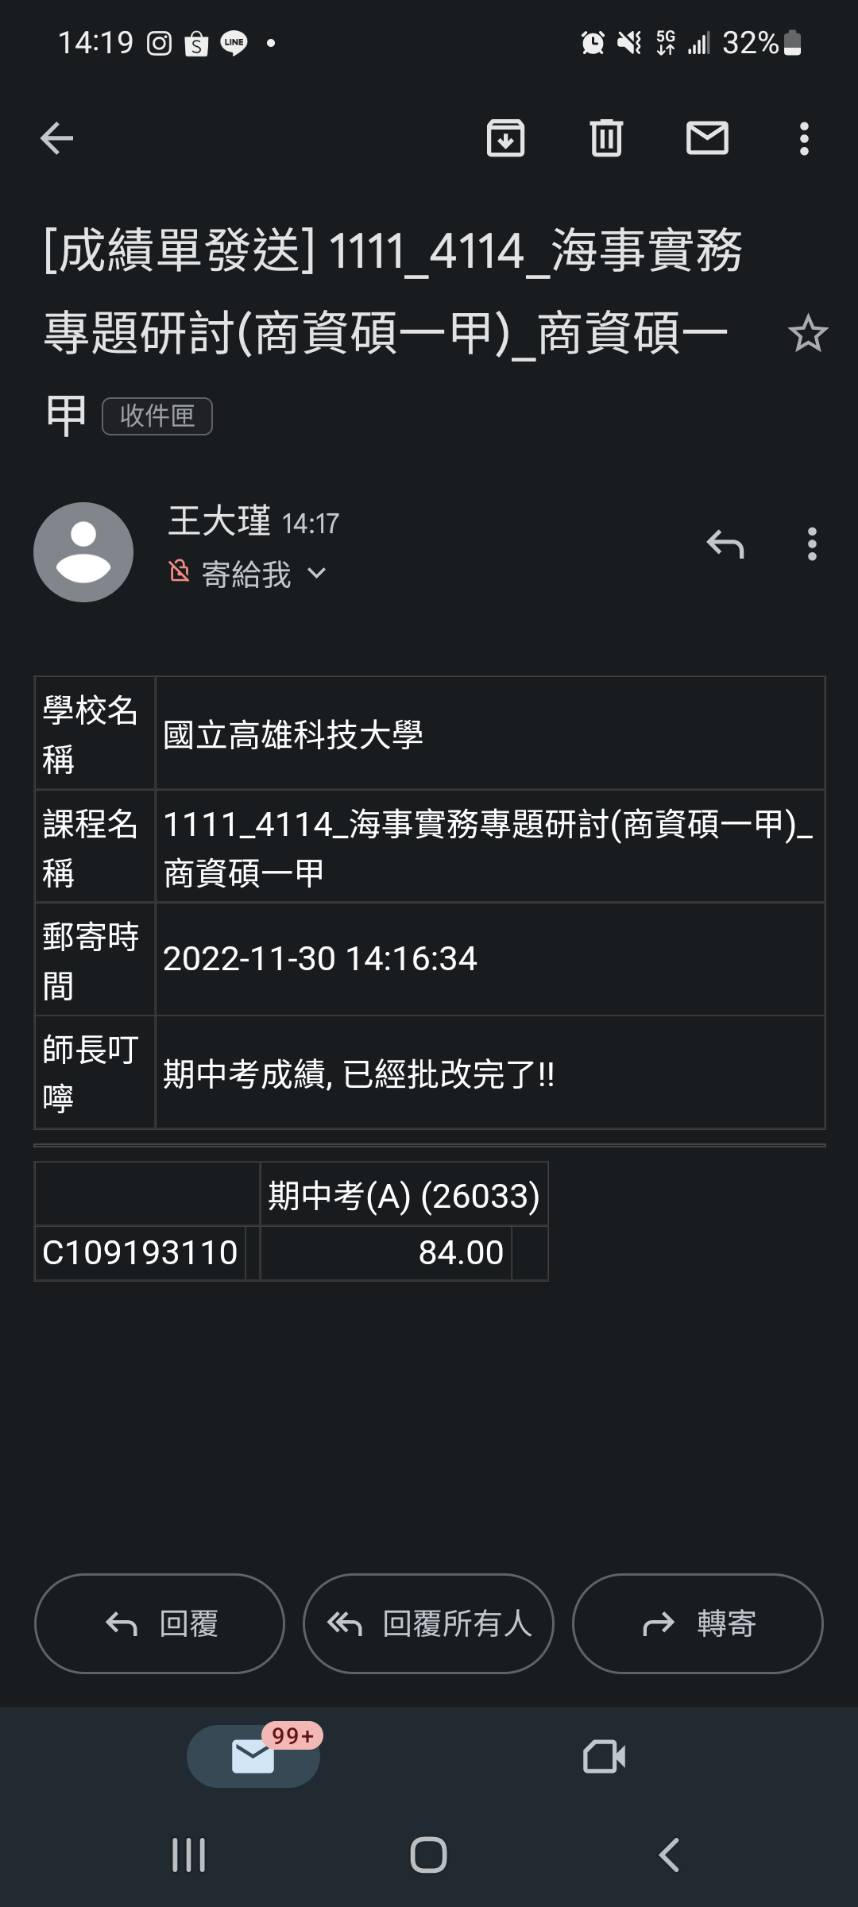 14:19
LINE
5G
32%
[成績單發送] 1111_4114_海事實務
專題研討(商資碩一甲)_商資碩一
甲 收件匣
王大瑾 14:17
寄給我
學校名
稱
國立高雄科技大學
課程名
稱
1111_4114_海事實務專題研討(商資碩一甲)_
商資碩一甲
郵寄時
間
2022-11-30 14:16:34
師長叮
嚀
期中考成績, 已經批改完了!!
期中考(A) (26033)
C109193110 84.00
回覆
回覆所有人
轉寄
99+